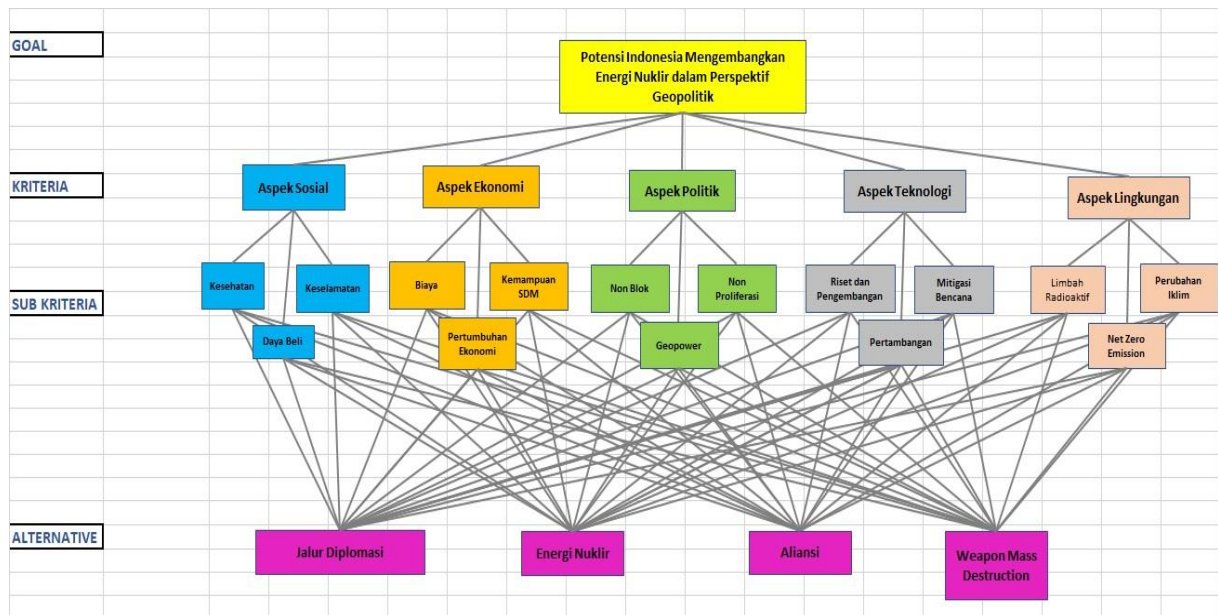 GOAL
Potensi Indonesia Mengembangkan
Energi Nuklir dalam Perspektif
Geopolitik
KRITERIA
Aspek Sosial
Aspek Ekonomi
Aspek Politik
Aspek Teknologi
Aspek Lingkungan
SUB KRITERIA
Kesehatan
Daya Beli
Keselamatan
Biaya
Pertumbuhan
Ekonomi
Kemampuan
SDM
Non Blok
Geopower
Non
Proliferasi
Riset dan
Pengembangan
Pertambangan
Mitigasi
Bencana
Limbah
Radioaktif
Net Zero
Emission
Perubahan
Iklim
ALTERNATIVE
Jalur Diplomasi
Energi Nuklir
Aliansi
Weapon Mass
Destruction